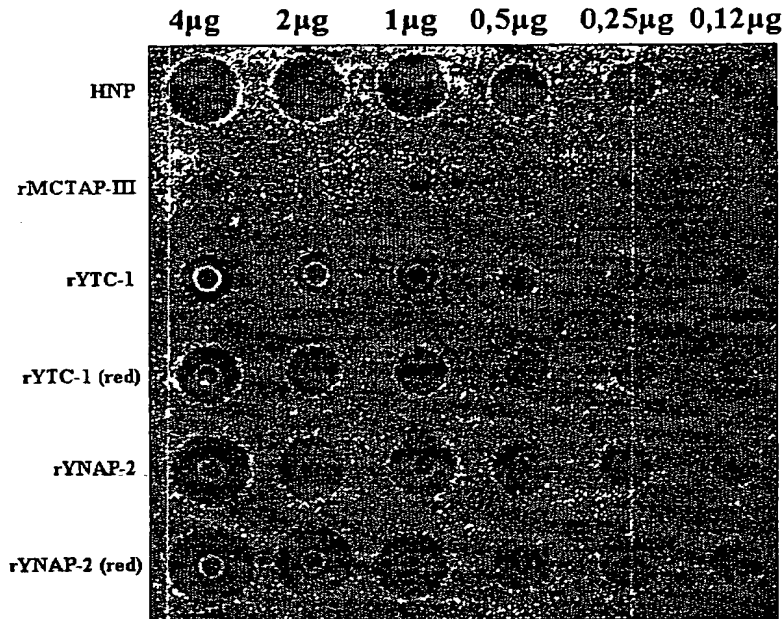 4µg 2µg 1µg 0,5µg 0,25µg 0,12µg
HNP
rMCTAP-III
rYTC-1
rYTC-1 (red)
rYNAP-2
rYNAP-2 (red)